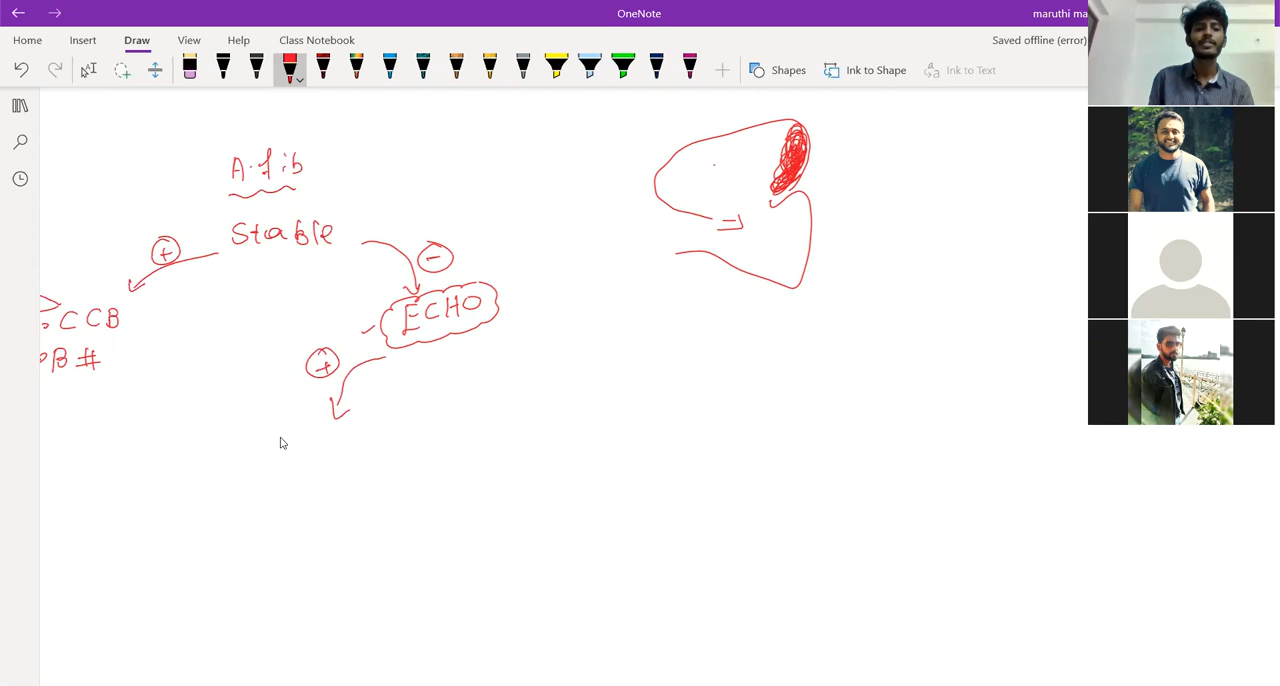 OneNote
maruthi ma
Home Insert Draw View Help Class Notebook
Saved offline (error)
Shapes Ink to Shape Ink to Text
A.fib
Stable
+
-
CCB
ECHO
B #
+